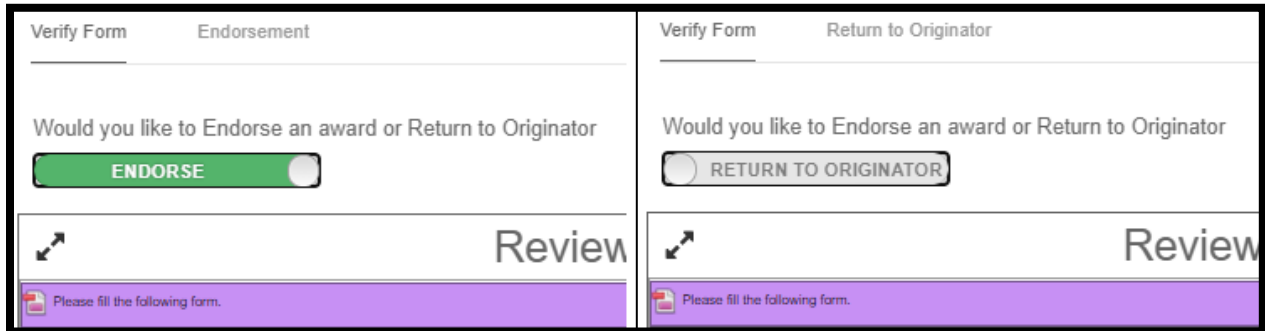 Verify Form Endorsement
Would you like to Endorse an award or Return to Originator
ENDORSE
Review
Please fill the following form.
Verify Form Return to Originator
Would you like to Endorse an award or Return to Originator
RETURN TO ORIGINATOR
Review
Please fill the following form.